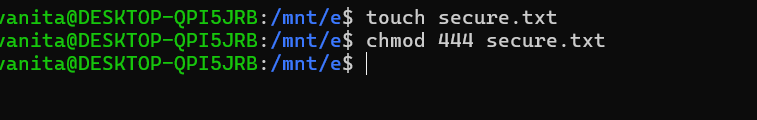 vanita@DESKTOP-QPI5JRB:/mnt/e$ touch secure.txt
vanita@DESKTOP-QPI5JRB:/mnt/e$ chmod 444 secure.txt
vanita@DESKTOP-QPI5JRB:/mnt/e$